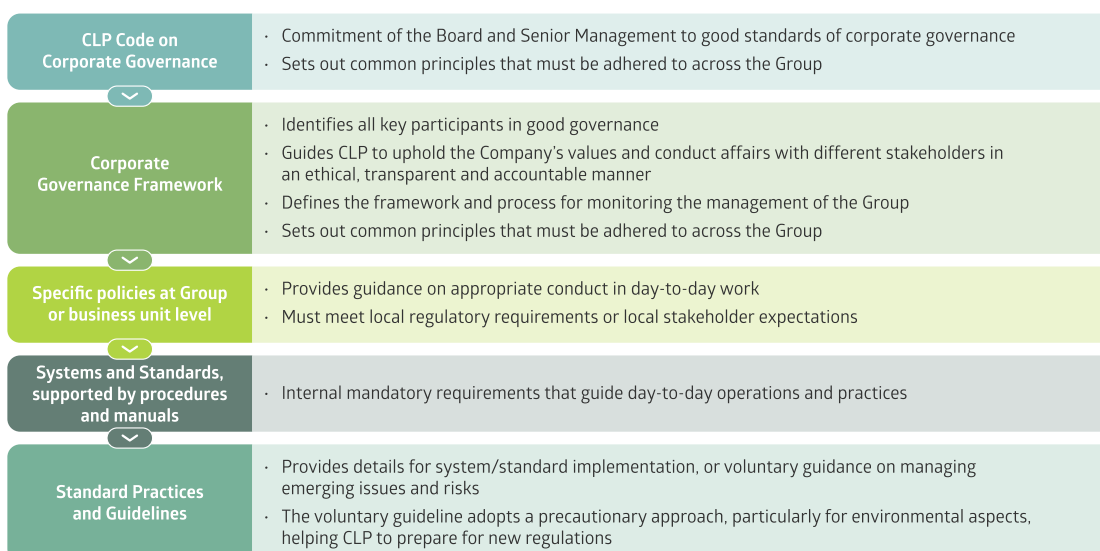 CLP Code on
Corporate Governance
· Commitment of the Board and Senior Management to good standards of corporate governance
· Sets out common principles that must be adhered to across the Group
Corporate
Governance Framework
· Identifies all key participants in good governance
· Guides CLP to uphold the Company’s values and conduct affairs with different stakeholders in
an ethical, transparent and accountable manner
· Defines the framework and process for monitoring the management of the Group
· Sets out common principles that must be adhered to across the Group
Specific policies at Group
or business unit level
· Provides guidance on appropriate conduct in day-to-day work
· Must meet local regulatory requirements or local stakeholder expectations
Systems and Standards,
supported by procedures
and manuals
· Internal mandatory requirements that guide day-to-day operations and practices
Standard Practices
and Guidelines
· Provides details for system/standard implementation, or voluntary guidance on managing
emerging issues and risks
· The voluntary guideline adopts a precautionary approach, particularly for environmental aspects,
helping CLP to prepare for new regulations